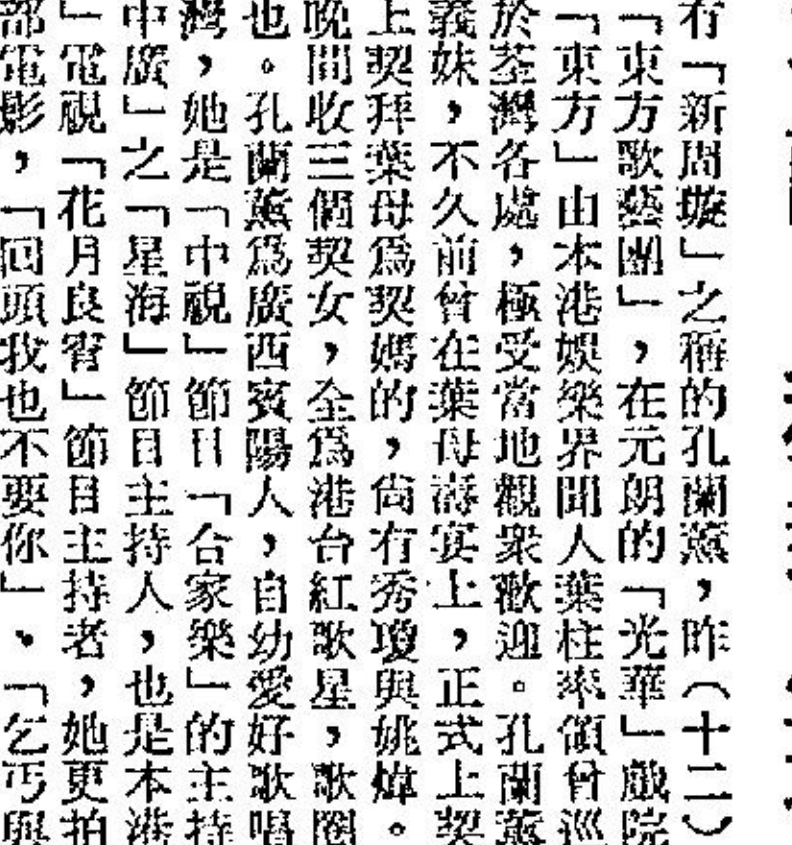 有「新周璇」之稱的孔蘭薰,昨(十二)
「東方歌藝團」,在元朗的「光華」戲院
「東方」由本港娛樂界聞人葉柱率領曾巡
於荃灣各處,極受當地觀衆歡迎。孔蘭薰
義妹,不久前曾在葉母壽宴上,正式上契
上契拜葉母爲契媽的,尙有秀瓊與姚煒。
晚間收三個契女,全爲港台紅歌星,歌圈
也。孔蘭薰爲廣西賓陽人,自幼愛好歌唱
灣,她是「中視」節目「合家樂」的主持
中廣」之「星海」節目主持人,也是本港
」電視「花月良宵」節目主持者,她更拍
部電影,「回頭我也不要你」、「乞丐與